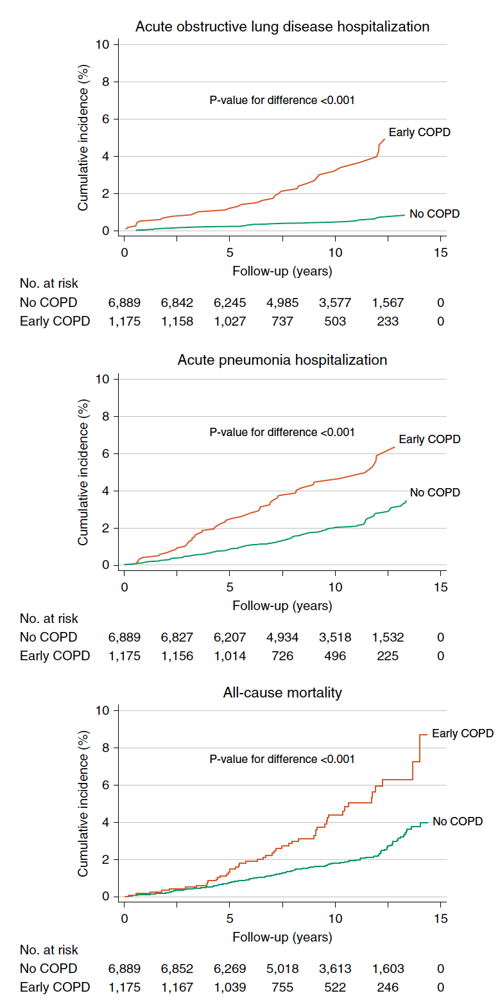 Acute obstructive lung disease hospitalization
10
8
6
4
2
0
Cumulative incidence (%)
P-value for difference <0.001
Early COPD
No COPD
0 5 10 15
Follow-up (years)
No. at risk
No COPD 6,889 6,842 6,245 4,985 3,577 1,567 0
Early COPD 1,175 1,158 1,027 737 503 233 0
Acute pneumonia hospitalization
10
8
6
4
2
0
Cumulative incidence (%)
P-value for difference <0.001
Early COPD
No COPD
0 5 10 15
Follow-up (years)
No. at risk
No COPD 6,889 6,827 6,207 4,934 3,518 1,532 0
Early COPD 1,175 1,156 1,014 726 496 225 0
All-cause mortality
10
8
6
4
2
0
Cumulative incidence (%)
Early COPD
P-value for difference <0.001
No COPD
0 5 10 15
Follow-up (years)
No. at risk
No COPD 6,889 6,852 6,269 5,018 3,613 1,603 0
Early COPD 1,175 1,167 1,039 755 522 246 0